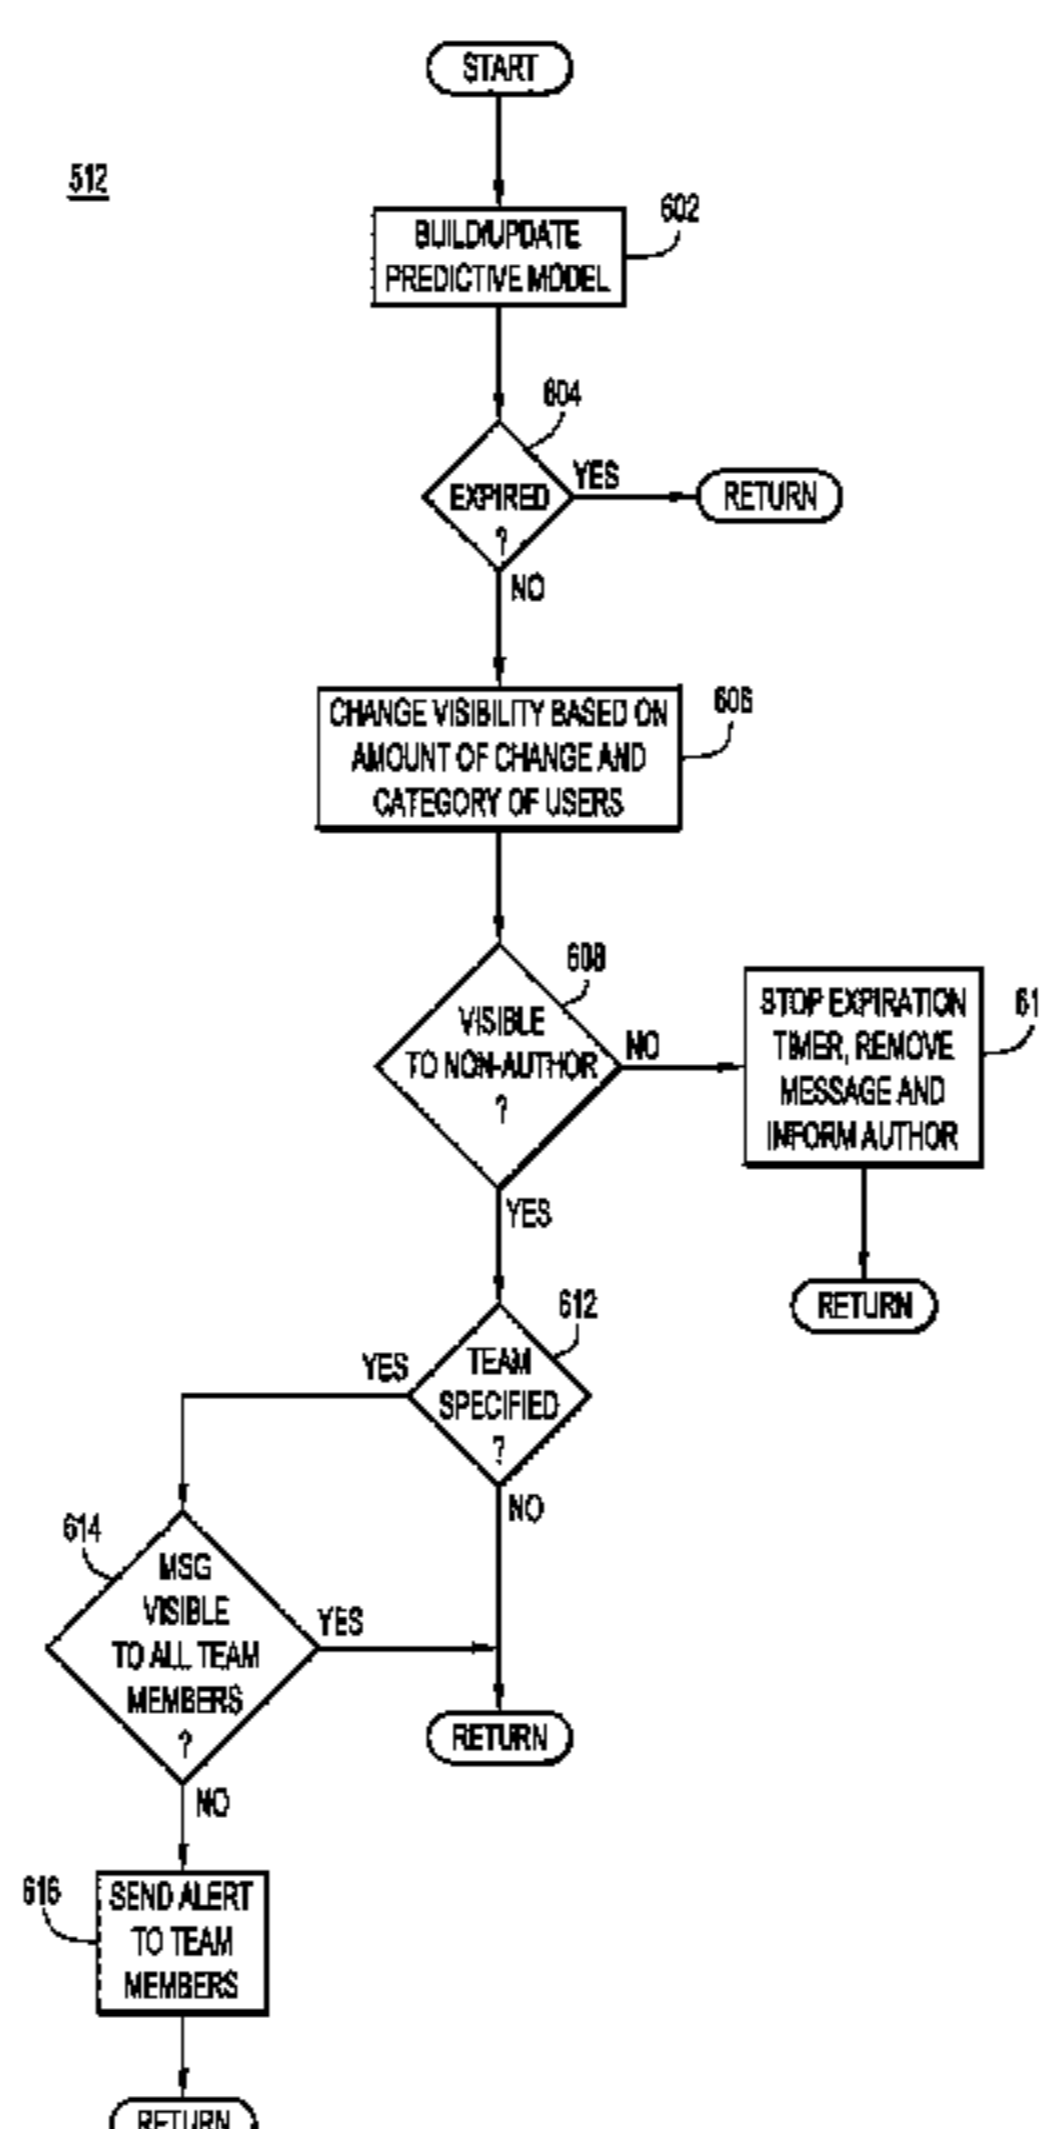 START
512
602
BUILD/UPDATE
PREDICTIVE MODEL
604
EXPIRED
?
YES
RETURN
NO
606
CHANGE VISIBILITY BASED ON
AMOUNT OF CHANGE AND
CATEGORY OF USERS
608
VISIBLE
TO NON-AUTHOR
?
NO
STOP EXPIRATION
TIMER, REMOVE
MESSAGE AND
INFORM AUTHOR
61
RETURN
YES
612
TEAM
SPECIFIED
?
YES
NO
614
MSG
VISIBLE
TO ALL TEAM
MEMBERS
?
YES
RETURN
NO
616
SEND ALERT
TO TEAM
MEMBERS
RETURN